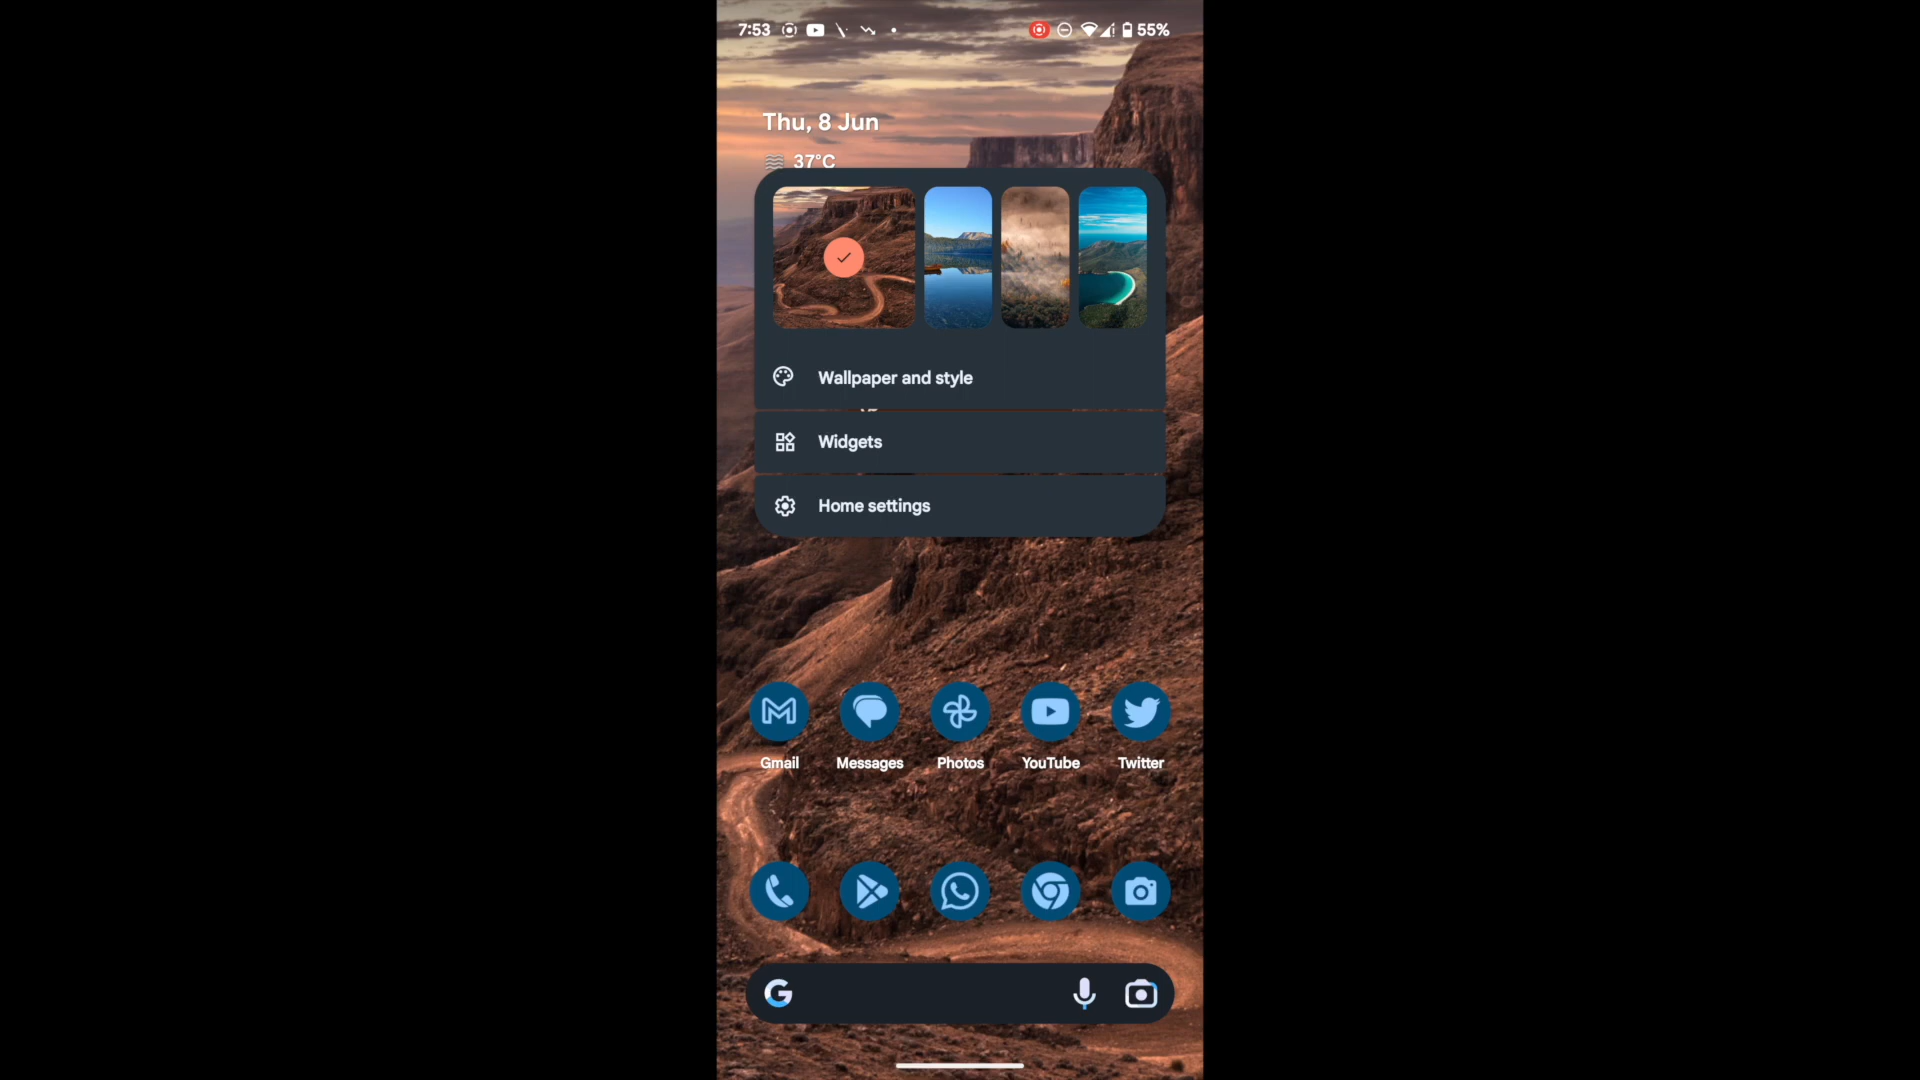 7:53 55%
Thu, 8 Jun
37°C
Wallpaper and style
Widgets
Home settings
Gmail Messages Photos YouTube Twitter